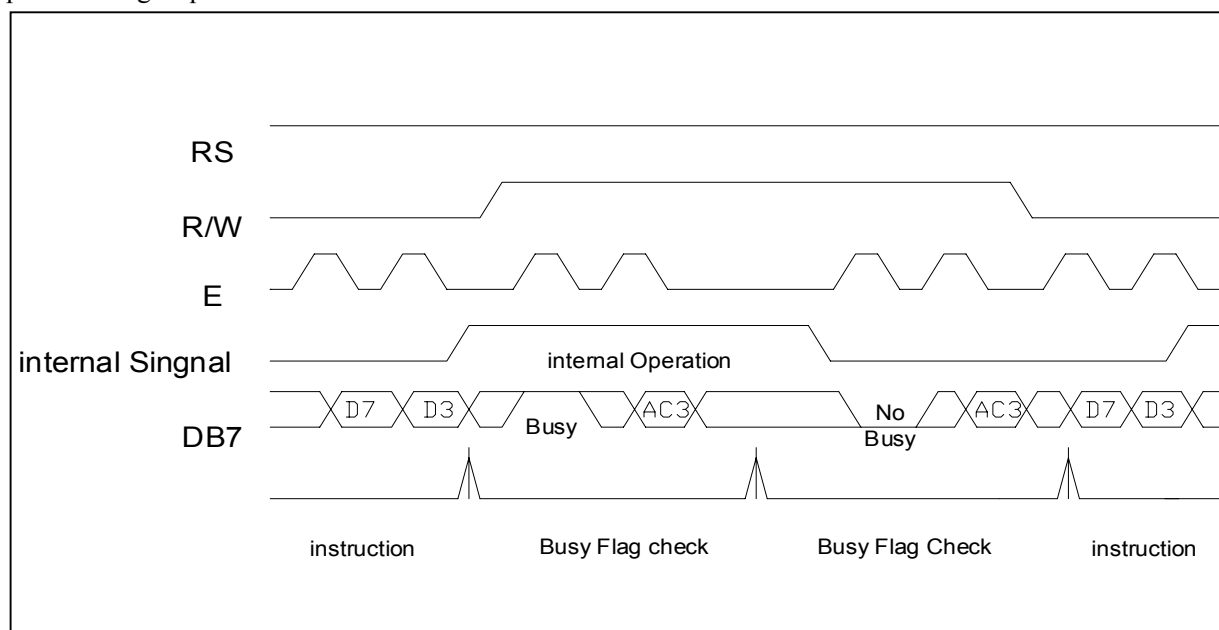 RS
R/W
E
internal Singnal
internal Operation
DB7
D7 D3 Busy AC3 No Busy AC3 D7 D3
instruction Busy Flag check Busy Flag Check instruction